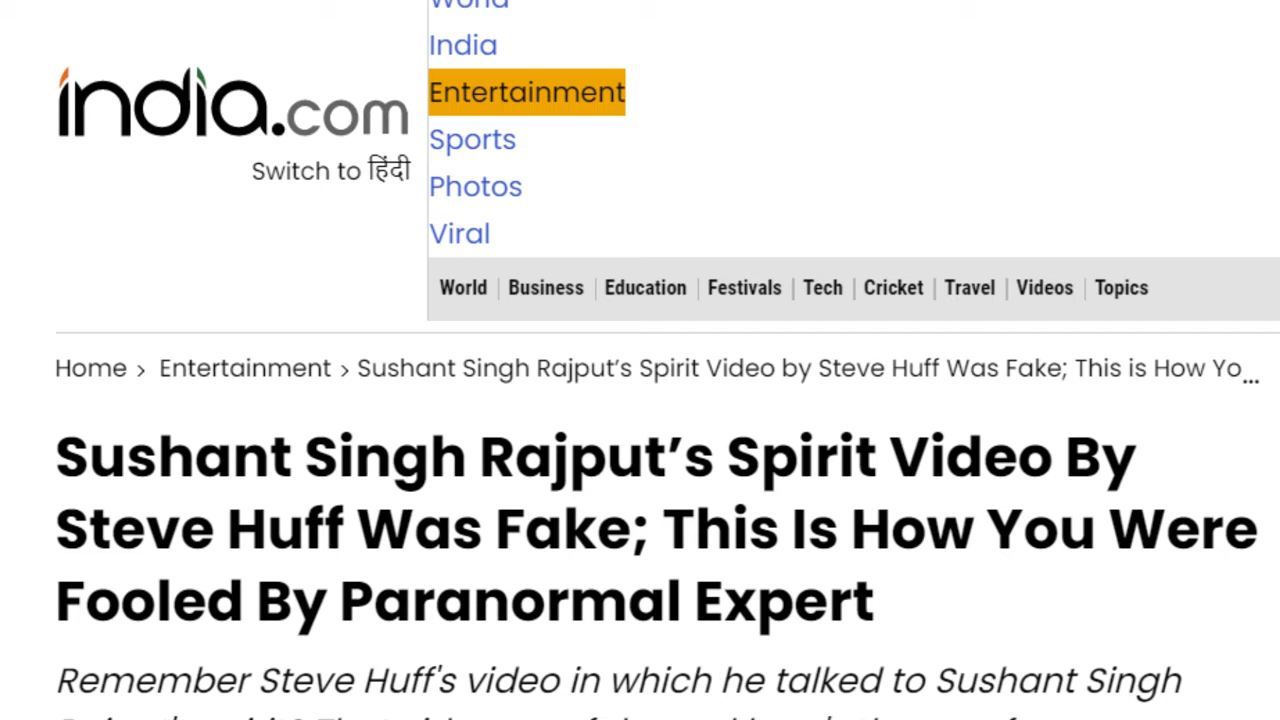 World
India
Entertainment
Sports
Photos
Viral
india.com
Switch to हिंदी
World Business Education Festivals Tech Cricket Travel Videos Topics
Home > Entertainment > Sushant Singh Rajput’s Spirit Video by Steve Huff Was Fake; This is How Yo...
Sushant Singh Rajput’s Spirit Video By
Steve Huff Was Fake; This Is How You Were
Fooled By Paranormal Expert
Remember Steve Huff's video in which he talked to Sushant Singh